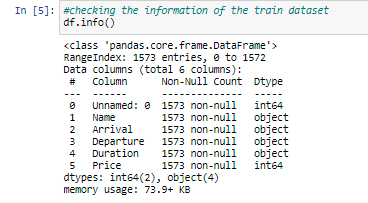 In [5]: #checking the information of the train dataset
df.info()
<class 'pandas.core.frame.DataFrame'>
RangeIndex: 1573 entries, 0 to 1572
Data columns (total 6 columns):
 #   Column      Non-Null Count  Dtype
---  ------      --------------  -----
 0   Unnamed: 0  1573 non-null   int64
 1   Name        1573 non-null   object
 2   Arrival     1573 non-null   object
 3   Departure   1573 non-null   object
 4   Duration    1573 non-null   object
 5   Price       1573 non-null   int64
dtypes: int64(2), object(4)
memory usage: 73.9+ KB